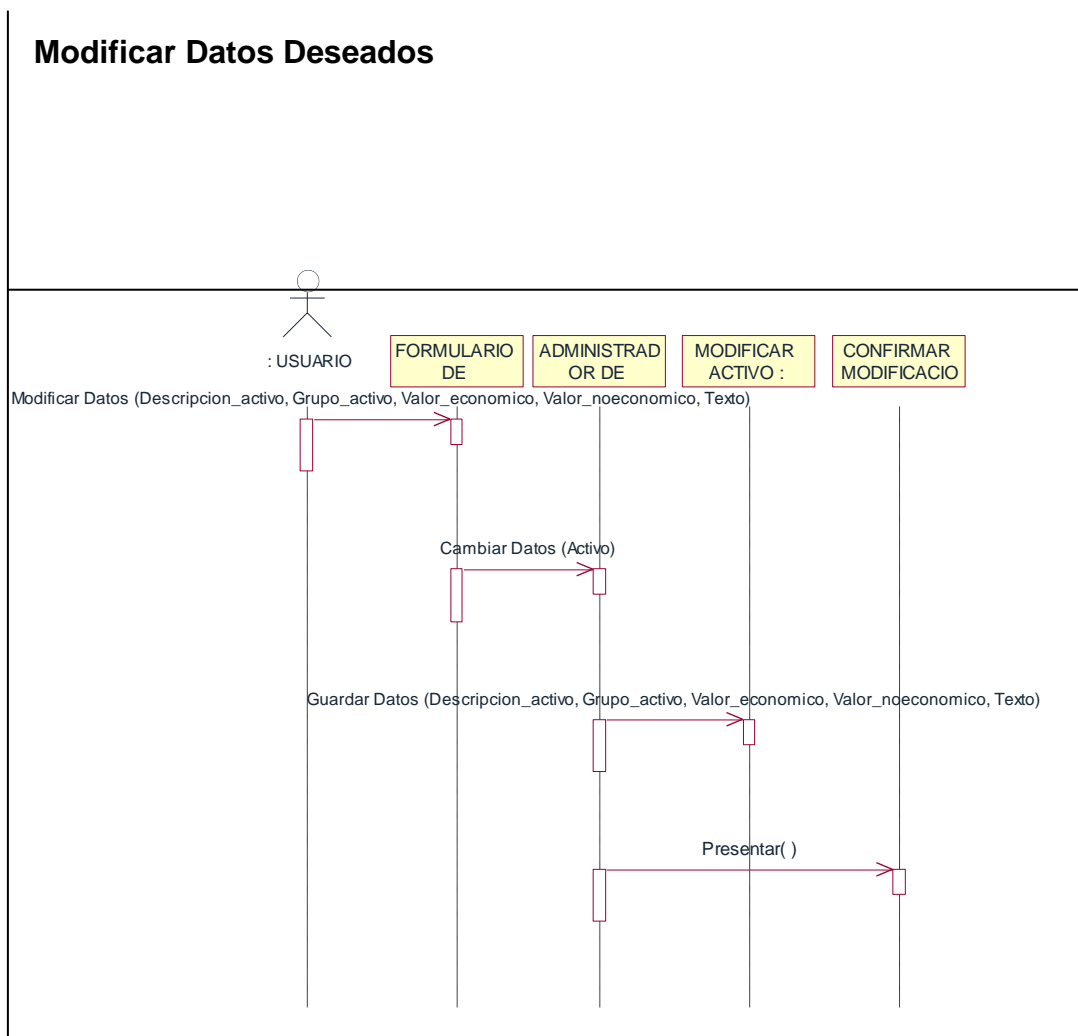 Modificar Datos Deseados
: USUARIO
FORMULARIO
DE
ADMINISTRAD
OR DE
MODIFICAR
ACTIVO :
CONFIRMAR
MODIFICACIO
Modificar Datos (Descripcion_activo, Grupo_activo, Valor_economico, Valor_noeconomico, Texto)
Cambiar Datos (Activo)
Guardar Datos (Descripcion_activo, Grupo_activo, Valor_economico, Valor_noeconomico, Texto)
Presentar( )